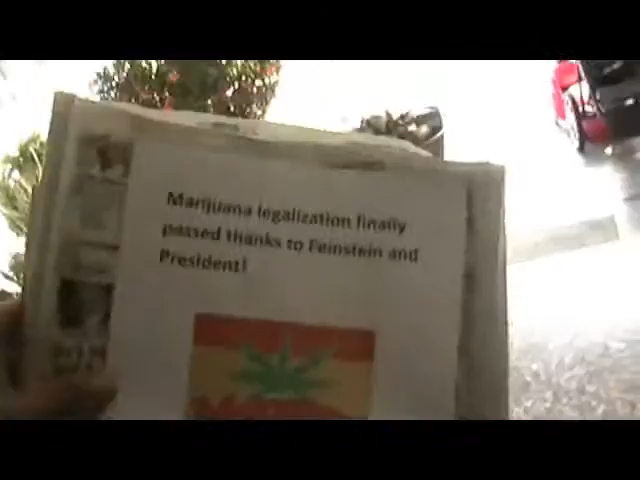 Marijuana legalization finally
passed thanks to Feinstein and
President!